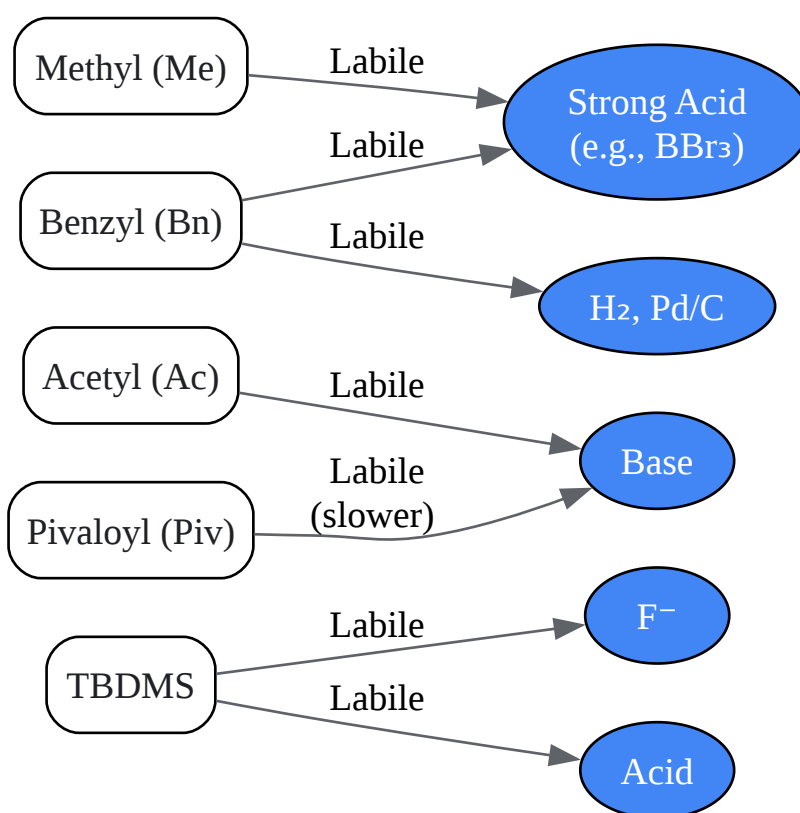 Methyl (Me)
Labile
Strong Acid
(e.g., BBr₃)
Labile
Benzyl (Bn)
Labile
H₂, Pd/C
Acetyl (Ac)
Labile
Base
Labile
(slower)
Pivaloyl (Piv)
Labile
F⁻
TBDMS
Labile
Acid